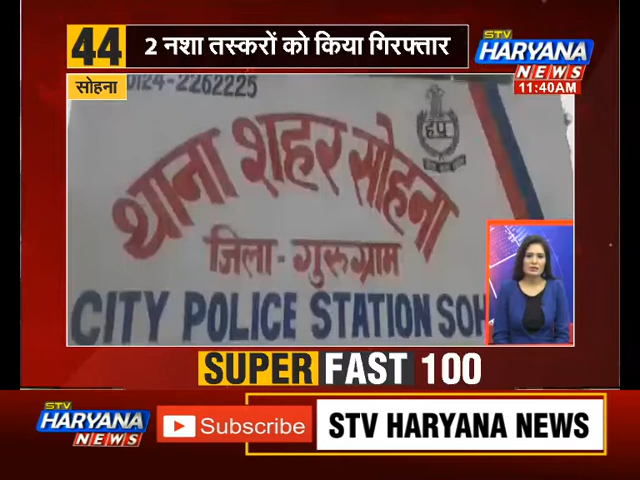 44
2 नशा तस्करों को किया गिरफ्तार
STV
HARYANA
NEWS
11:40AM
सोहना
0124-2262225
ह.पु.
थाना शहर सोहना
जिला - गुरुग्राम
CITY POLICE STATION SOH
SUPER FAST 100
STV
HARYANA
NEWS
Subscribe
STV HARYANA NEWS